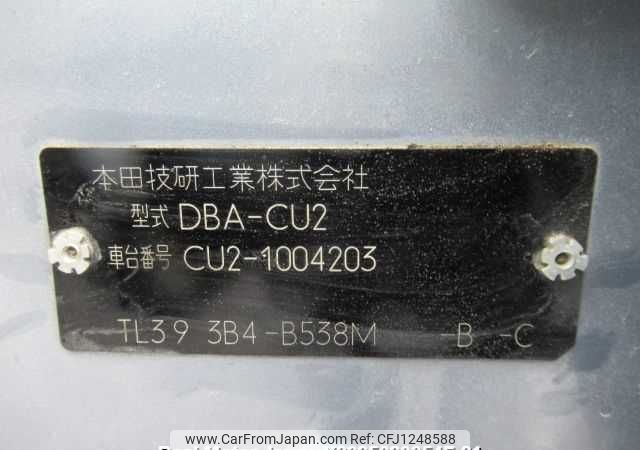 本田技研工業株式会社
型式 DBA-CU2
車台番号 CU2-1004203
TL39 3B4-B538M -B -C
www.CarFromJapan.com | Ref: CFJ1248588